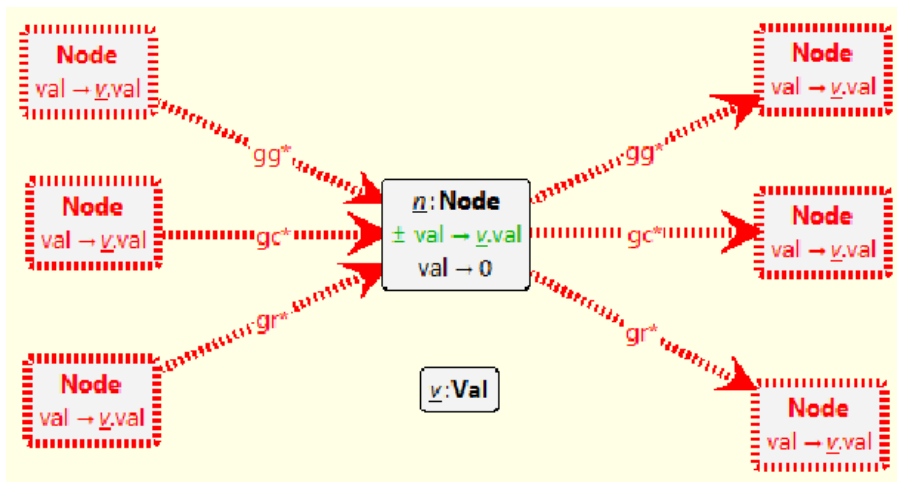 Node
val → v.val
Node
val → v.val
gg*
gg*
Node
val → v.val
gc*
n:Node
± val → v.val
val → 0
gc*
Node
val → v.val
gr*
gr*
Node
val → v.val
v:Val
Node
val → v.val